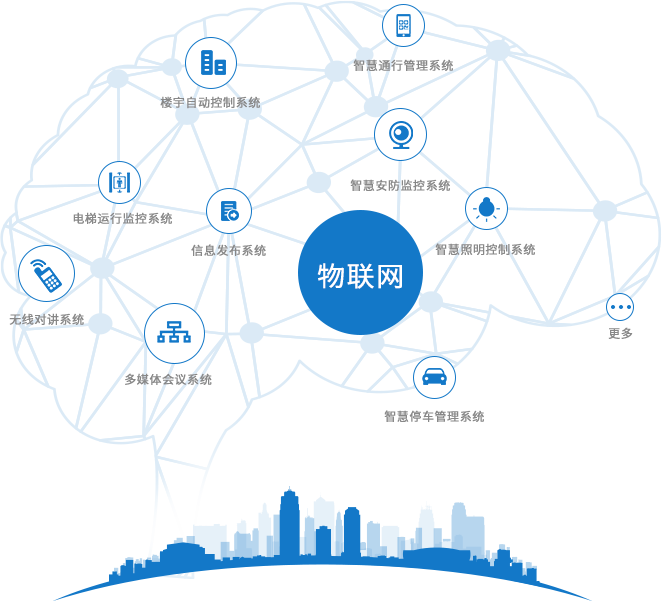 智慧通行管理系统
楼宇自动控制系统
智慧安防监控系统
电梯运行监控系统
信息发布系统
智慧照明控制系统
物联网
无线对讲系统
更多
多媒体会议系统
智慧停车管理系统